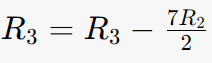 R₃ = R₃ − 7R₂/2